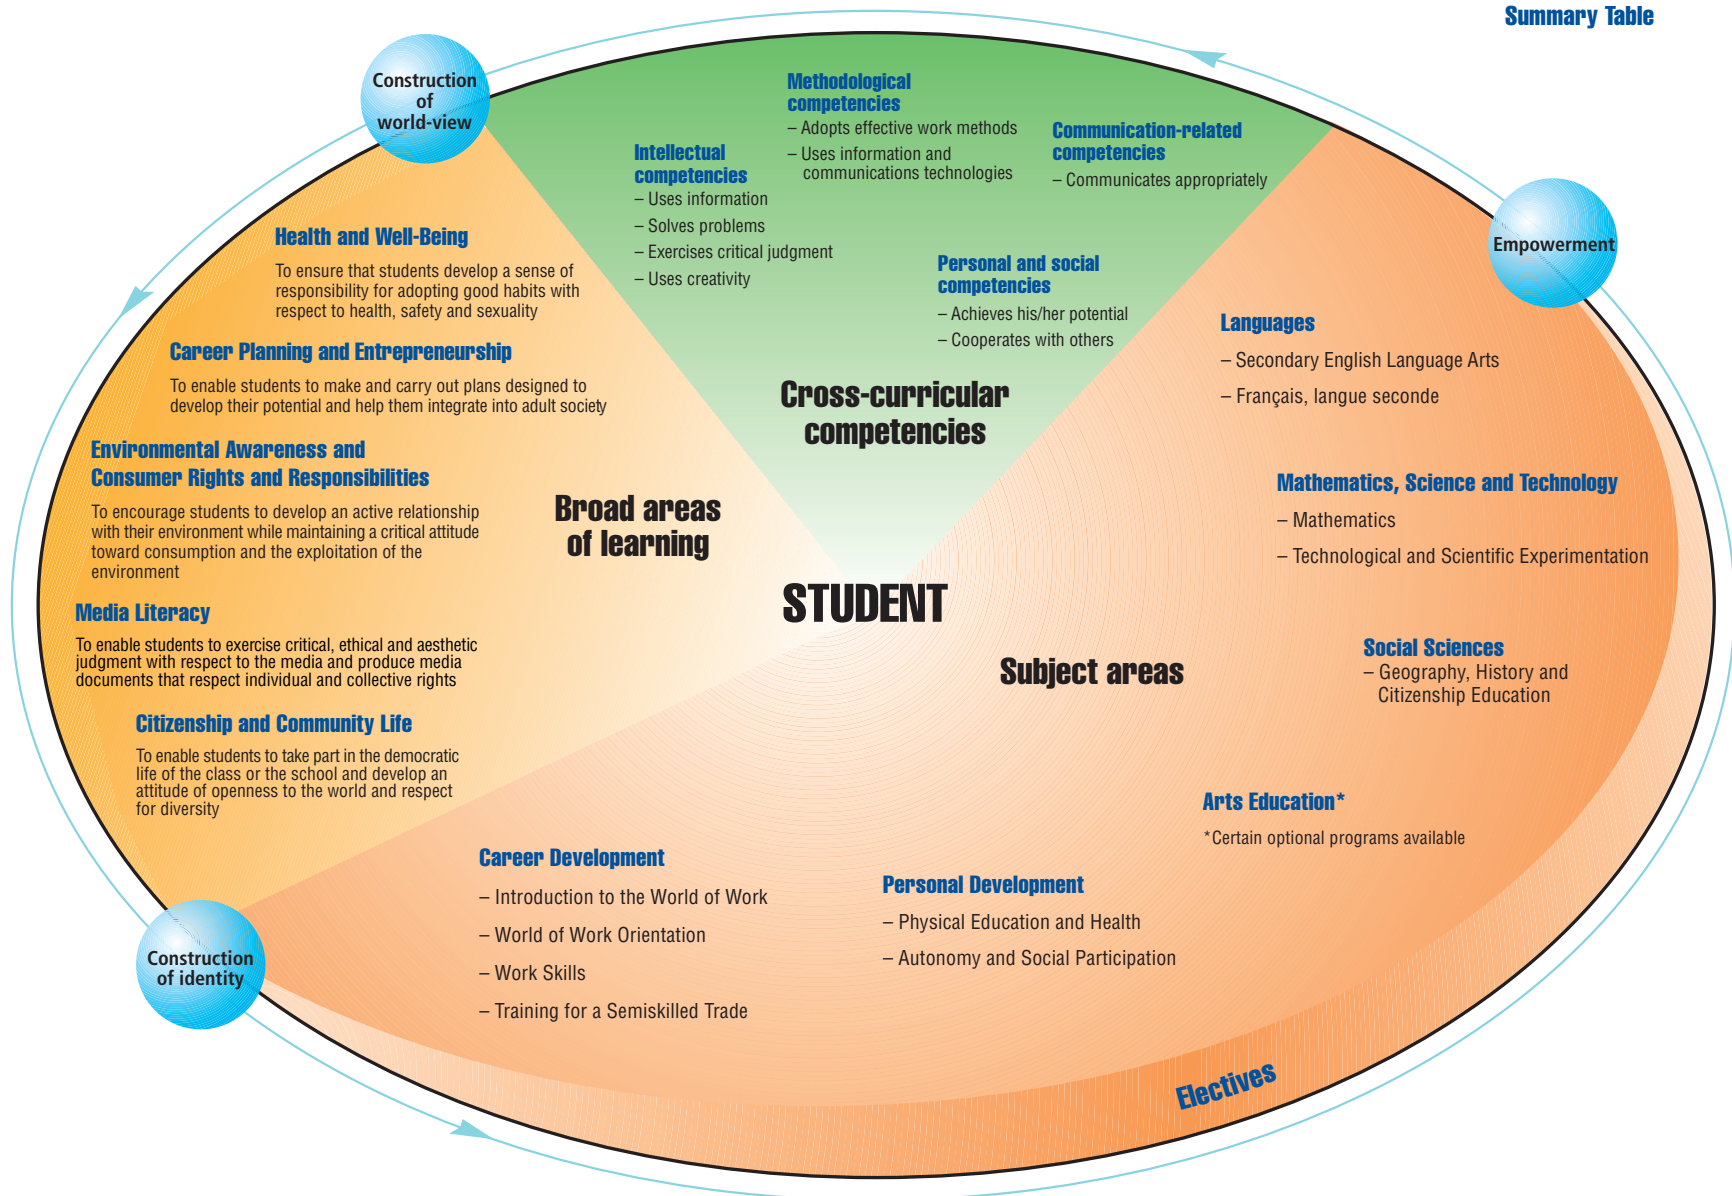 Summary Table
Construction
of
world-view
Methodological
competencies
– Adopts effective work methods
– Uses information and
communications technologies
Communication-related
competencies
– Communicates appropriately
Intellectual
competencies
– Uses information
– Solves problems
– Exercises critical judgment
– Uses creativity
Personal and social
competencies
– Achieves his/her potential
– Cooperates with others
Cross-curricular
competencies
Empowerment
Health and Well-Being
To ensure that students develop a sense of
responsibility for adopting good habits with
respect to health, safety and sexuality
Career Planning and Entrepreneurship
To enable students to make and carry out plans designed to
develop their potential and help them integrate into adult society
Environmental Awareness and
Consumer Rights and Responsibilities
To encourage students to develop an active relationship
with their environment while maintaining a critical attitude
toward consumption and the exploitation of the
environment
Media Literacy
To enable students to exercise critical, ethical and aesthetic
judgment with respect to the media and produce media
documents that respect individual and collective rights
Citizenship and Community Life
To enable students to take part in the democratic
life of the class or the school and develop an
attitude of openness to the world and respect
for diversity
Broad areas
of learning
STUDENT
Subject areas
Languages
– Secondary English Language Arts
– Français, langue seconde
Mathematics, Science and Technology
– Mathematics
– Technological and Scientific Experimentation
Social Sciences
– Geography, History and
Citizenship Education
Arts Education*
*Certain optional programs available
Personal Development
– Physical Education and Health
– Autonomy and Social Participation
Career Development
– Introduction to the World of Work
– World of Work Orientation
– Work Skills
– Training for a Semiskilled Trade
Construction
of identity
Electives